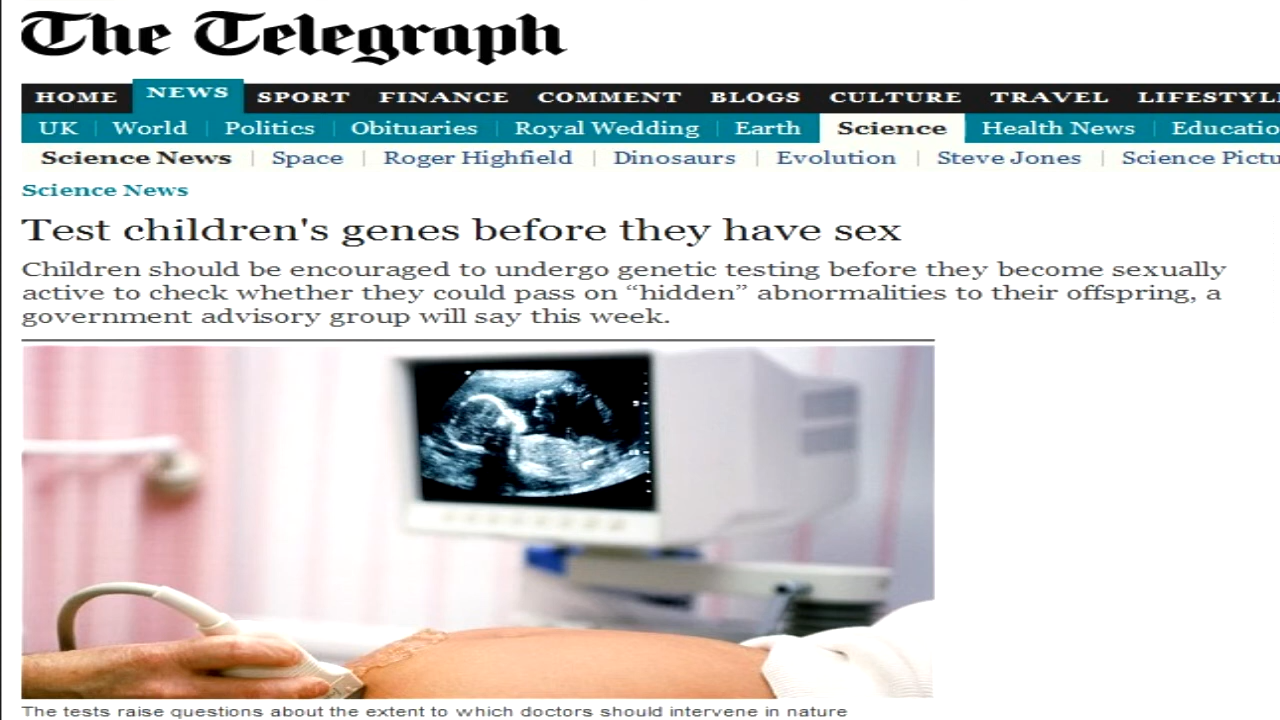 The Telegraph
HOME NEWS SPORT FINANCE COMMENT BLOGS CULTURE TRAVEL
UK World Politics Obituaries Royal Wedding Earth Science Health News
Science News Space Roger Highfield Dinosaurs Evolution Steve Jones Science
Science News
Test children's genes before they have sex
Children should be encouraged to undergo genetic testing before they become sexually
active to check whether they could pass on “hidden” abnormalities to their offspring, a
government advisory group will say this week.
The tests raise questions about the extent to which doctors should intervene in nature